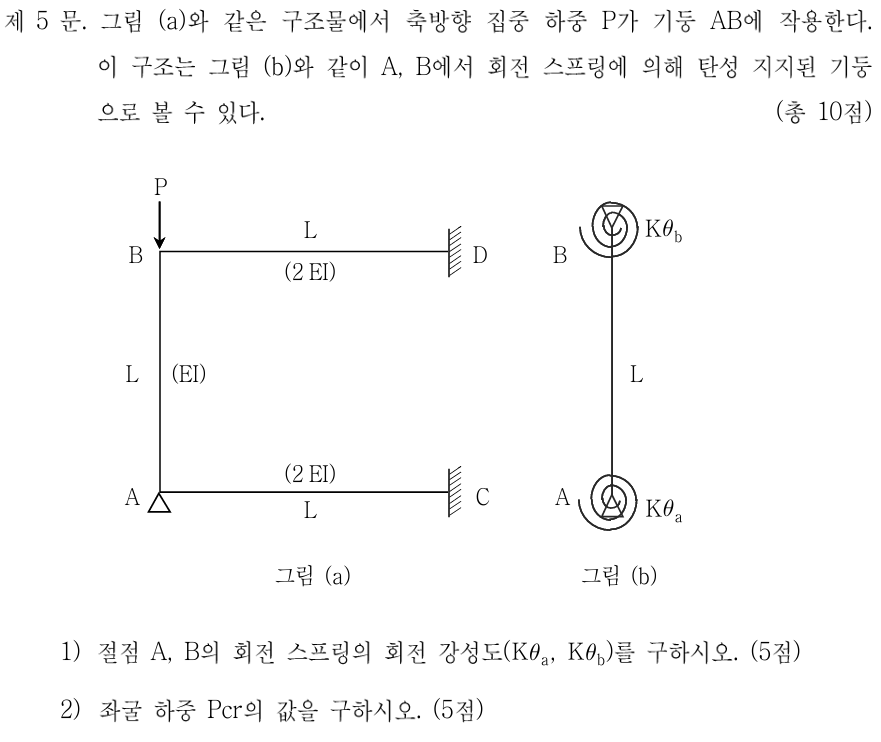 제 5 문. 그림 (a)와 같은 구조물에서 축방향 집중 하중 P가 기둥 AB에 작용한다.
이 구조는 그림 (b)와 같이 A, B에서 회전 스프링에 의해 탄성 지지된 기둥
으로 볼 수 있다. (총 10점)
P
B L D
(2 EI)
L (EI)
(2 EI)
A L C
그림 (a)
Kθb
B
L
A Kθa
그림 (b)
1) 절점 A, B의 회전 스프링의 회전 강성도(Kθa, Kθb)를 구하시오. (5점)
2) 좌굴 하중 Pcr의 값을 구하시오. (5점)